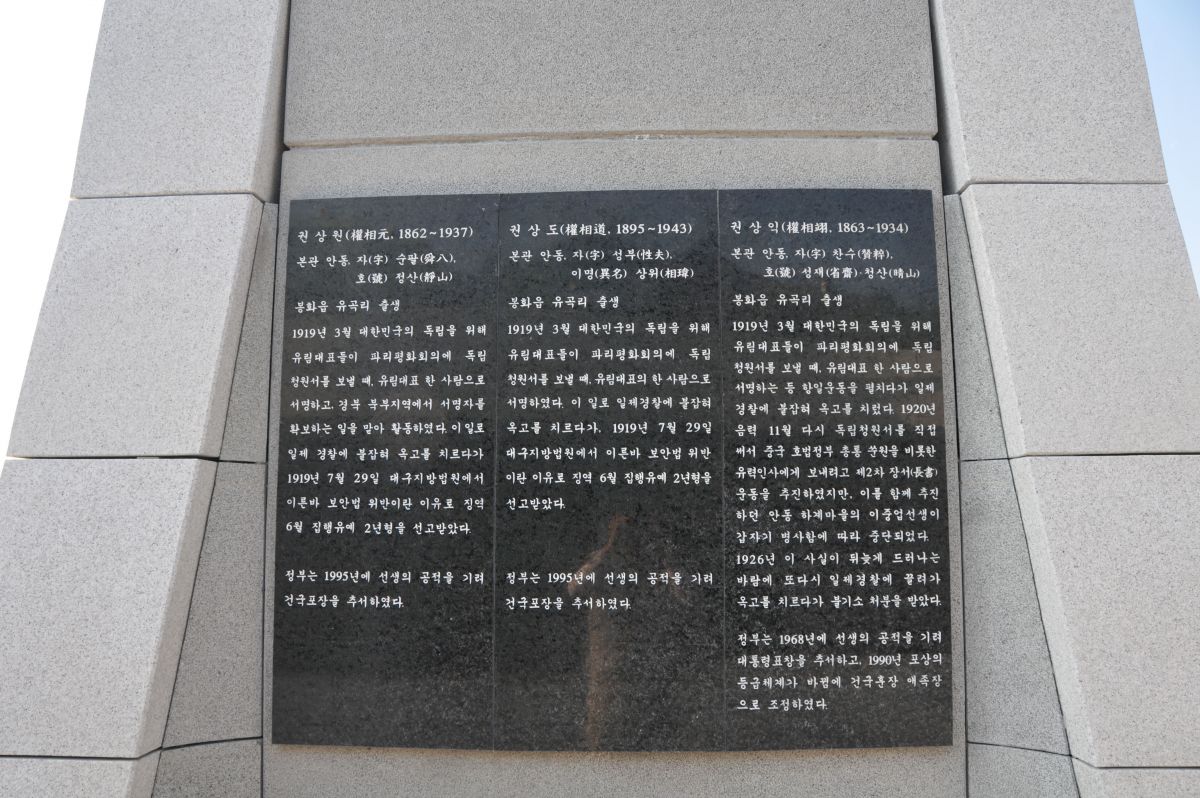 권상원(權相元, 1862~1937)
본관 안동. 자(字) 순팔(舜八),
호(號) 정산(靜山)
봉화읍 유곡리 출생
1919년 3월 대한민국의 독립을 위해
유림대표들이 파리평화회의에 독립
청원서를 보낼 때, 유림대표 한 사람으로
서명하고, 경북 북부지역에서 서명자를
확보하는 일을 맡아 활동하였다. 이 일로
일제 경찰에 붙잡혀 옥고를 치르다가
1919년 7월 29일 대구지방법원에서
이른바 보안법 위반이란 이유로 징역
6월 집행유예 2년형을 선고받았다.
정부는 1995년에 선생의 공적을 기려
건국포장을 추서하였다.
권상도(權相道, 1895~1943)
본관 안동. 자(字) 성부(性夫),
이명(異名) 상위(相瑋)
봉화읍 유곡리 출생
1919년 3월 대한민국의 독립을 위해
유림대표들이 파리평화회의에 독립
청원서를 보낼 때, 유림대표의 한 사람으로
서명하였다. 이 일로 일제경찰에 붙잡혀
옥고를 치르다가, 1919년 7월 29일
대구지방법원에서 이른바 보안법 위반
이란 이유로 징역 6월 집행유예 2년형을
선고받았다.
정부는 1995년에 선생의 공적을 기려
건국포장을 추서하였다.
권상익(權相翊, 1863~1934)
본관 안동. 자(字) 찬수(贊粹),
호(號) 성재(省齋)·청산(晴山)
봉화읍 유곡리 출생
1919년 3월 대한민국의 독립을 위해
유림대표들이 파리평화회의에 독립
청원서를 보낼 때, 유림대표 한 사람으로
서명하는 등 항일운동을 펼치다가 일제
경찰에 붙잡혀 옥고를 치렀다. 1920년
음력 11월 다시 독립청원서를 직접
써서 중국 호법정부 총통 쑨원을 비롯한
유력인사에게 보내려고 제2차 장서(長書)
운동을 추진하였지만, 이를 함께 추진
하던 안동 하계마을의 이중업선생이
갑자기 병사함에 따라 중단되었다.
1926년 이 사실이 뒤늦게 드러나는
바람에 또다시 일제경찰에 끌려가
옥고를 치르다가 불기소 처분을 받았다.
정부는 1968년에 선생의 공적을 기려
대통령표창을 추서하고, 1990년 포상의
등급체계가 바뀜에 건국훈장 애족장
으로 조정하였다.